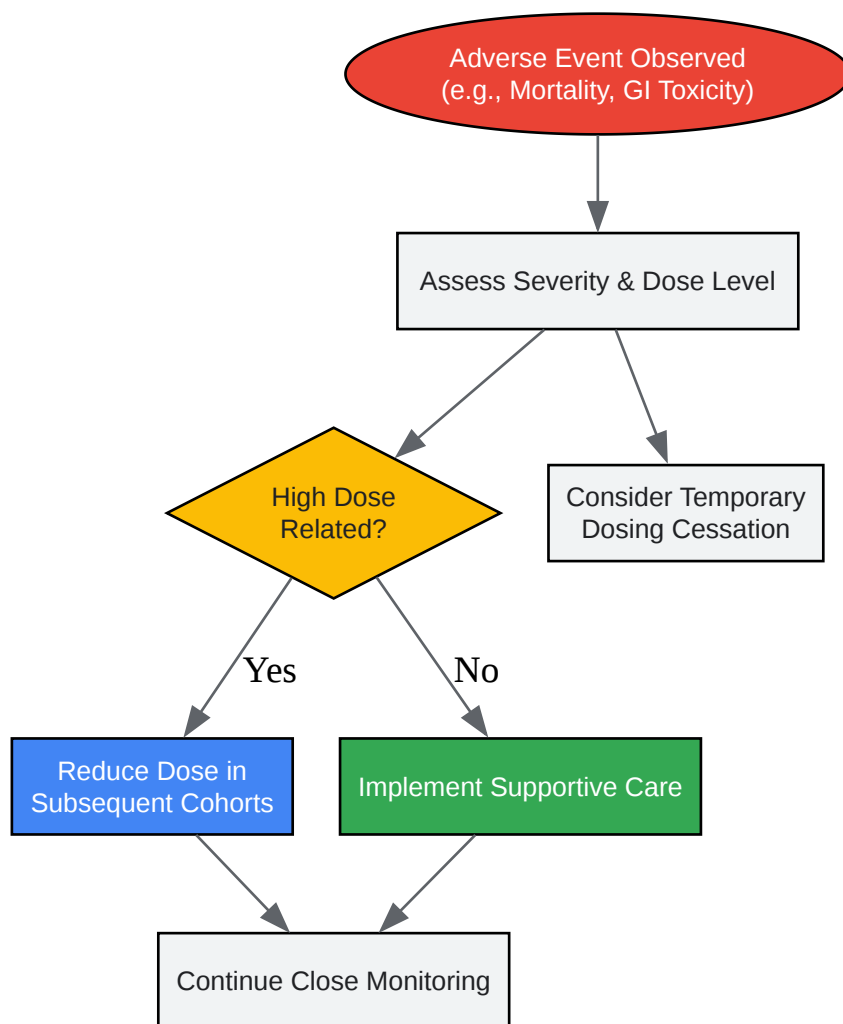 Adverse Event Observed
(e.g., Mortality, GI Toxicity)
Assess Severity & Dose Level
High Dose
Related?
Consider Temporary
Dosing Cessation
Yes
No
Reduce Dose in
Subsequent Cohorts
Implement Supportive Care
Continue Close Monitoring